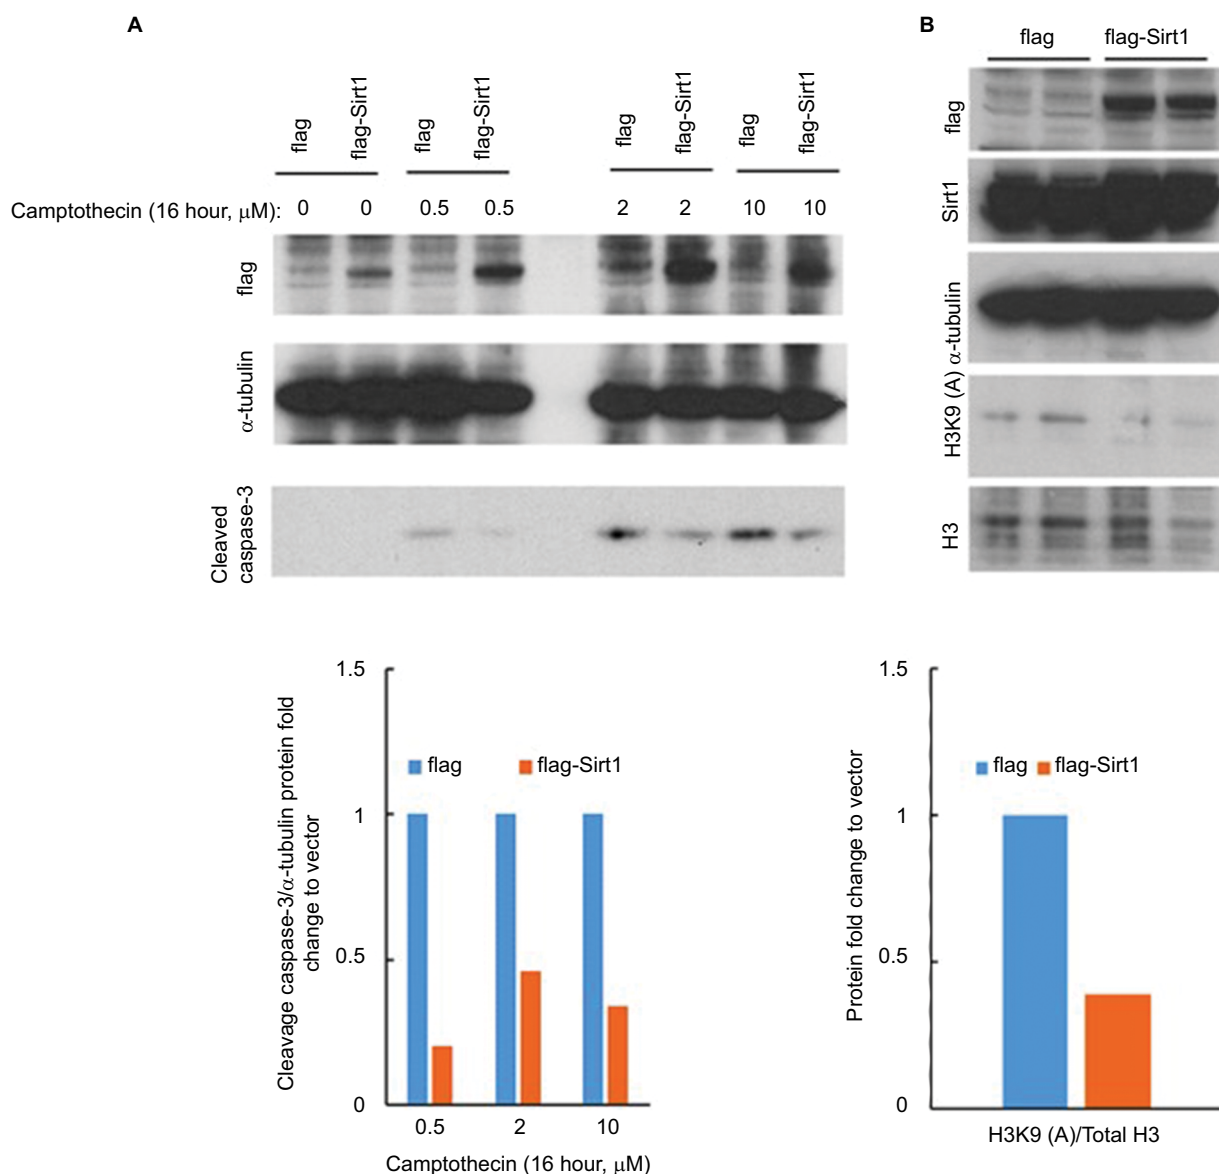 A
flag
flag-Sirt1
flag
flag-Sirt1
flag
flag-Sirt1
flag
flag-Sirt1
Camptothecin (16 hour, μM): 0 0 0.5 0.5 2 2 10 10
flag
α-tubulin
Cleaved
caspase-3
1.5
1
0.5
0
Cleavage caspase-3/α-tubulin protein fold
change to vector
flag flag-Sirt1
0.5 2 10
Camptothecin (16 hour, μM)
B
flag flag-Sirt1
flag
Sirt1
α-tubulin
H3K9 (A)
H3
1.5
1
0.5
0
Protein fold change to vector
flag flag-Sirt1
H3K9 (A)/Total H3